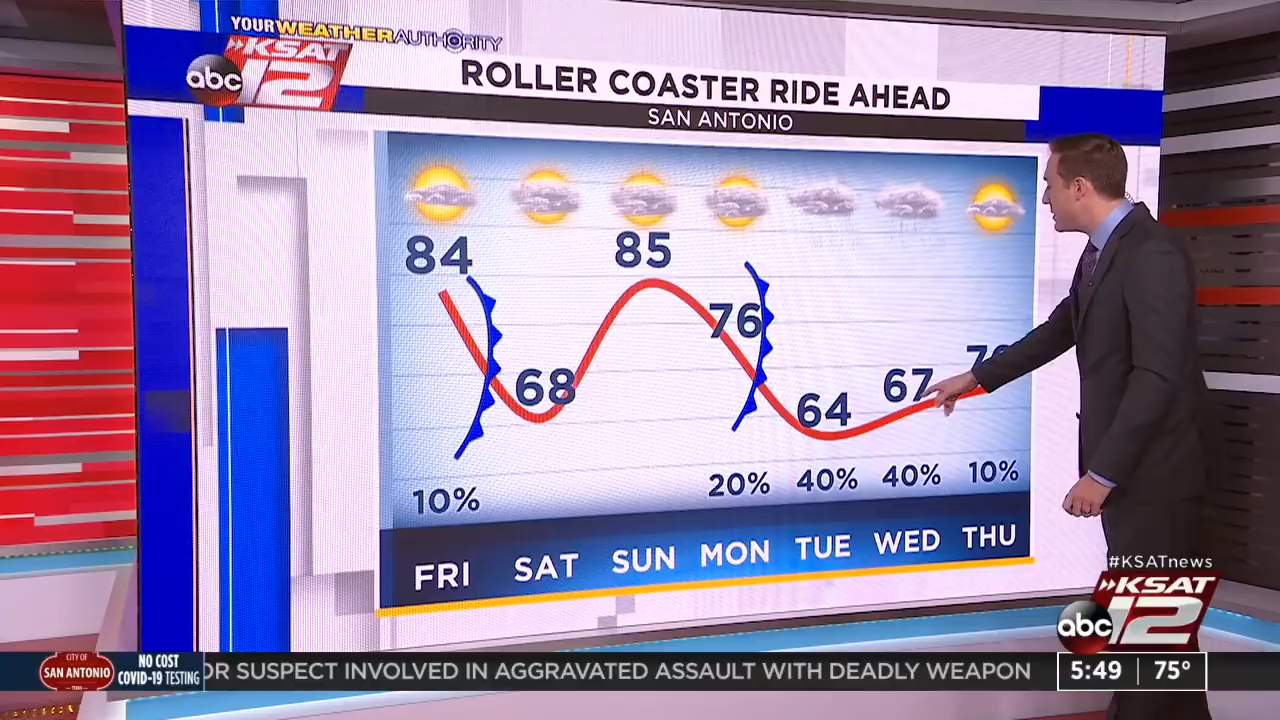 YOUR WEATHER AUTHORITY
»KSAT
abc
12
ROLLER COASTER RIDE AHEAD
SAN ANTONIO
84
68
85
76
64
67
10%
20%
40%
40%
10%
FRI
SAT
SUN
MON
TUE
WED
THU
#KSATnews
»KSAT
abc
12
CITY OF
SAN ANTONIO
TEXAS
NO COST
COVID-19 TESTING
OR SUSPECT INVOLVED IN AGGRAVATED ASSAULT WITH DEADLY WEAPON
5:49
75°